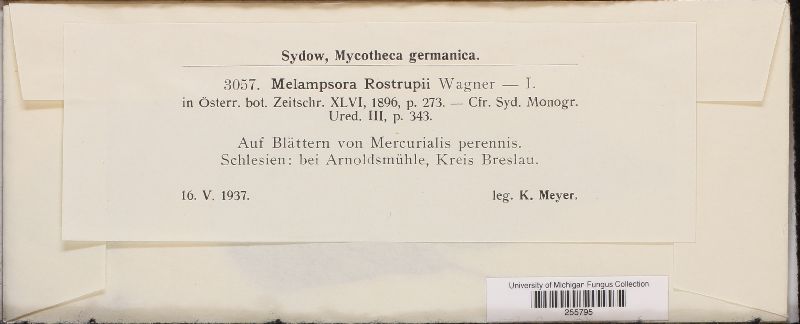 Sydow, Mycotheca germanica.
3057. Melampsora Rostrupii Wagner — I.
in Österr. bot. Zeitschr. XLVI, 1896, p. 273. — Cfr. Syd. Monogr.
Ured. III, p. 343.
Auf Blättern von Mercurialis perennis.
Schlesien: bei Arnoldsmühle, Kreis Breslau.
16. V. 1937. leg. K. Meyer.
University of Michigan Fungus Collection
255795